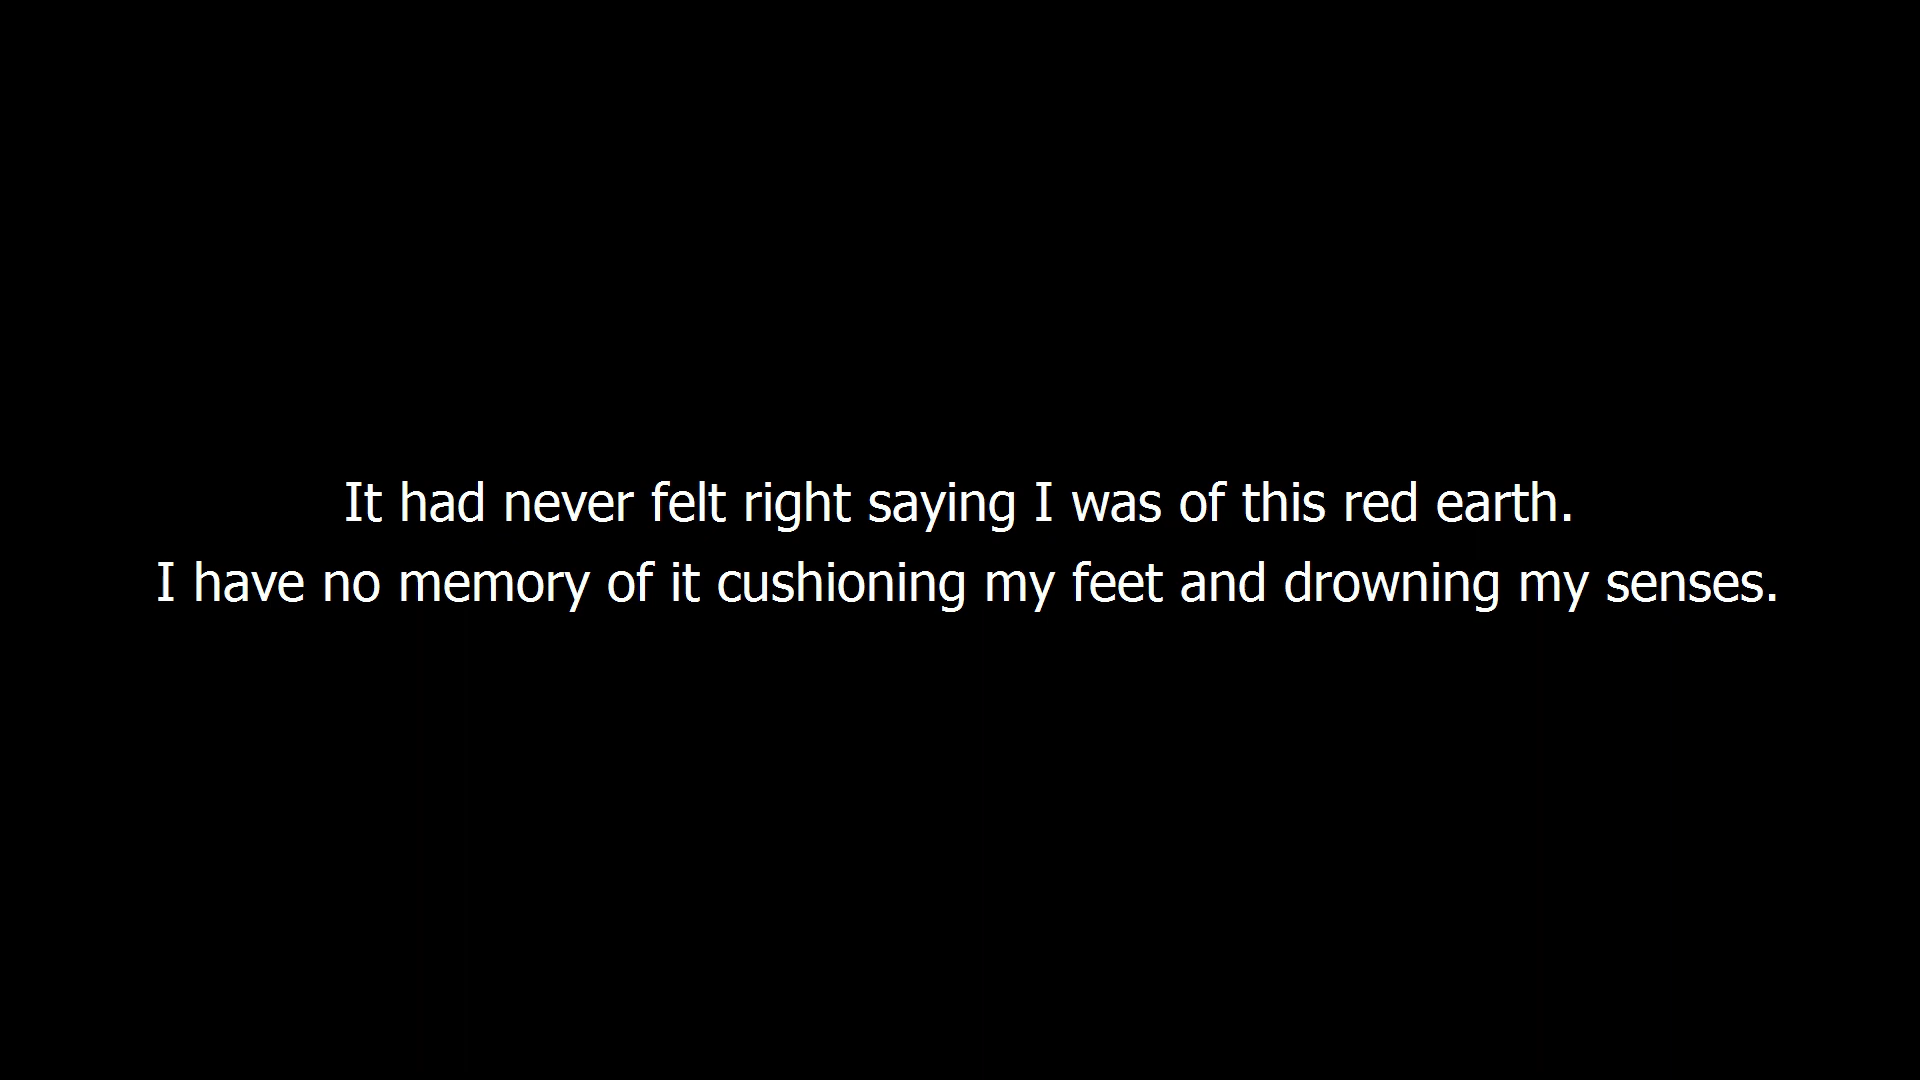 It had never felt right saying I was of this red earth.
I have no memory of it cushioning my feet and drowning my senses.